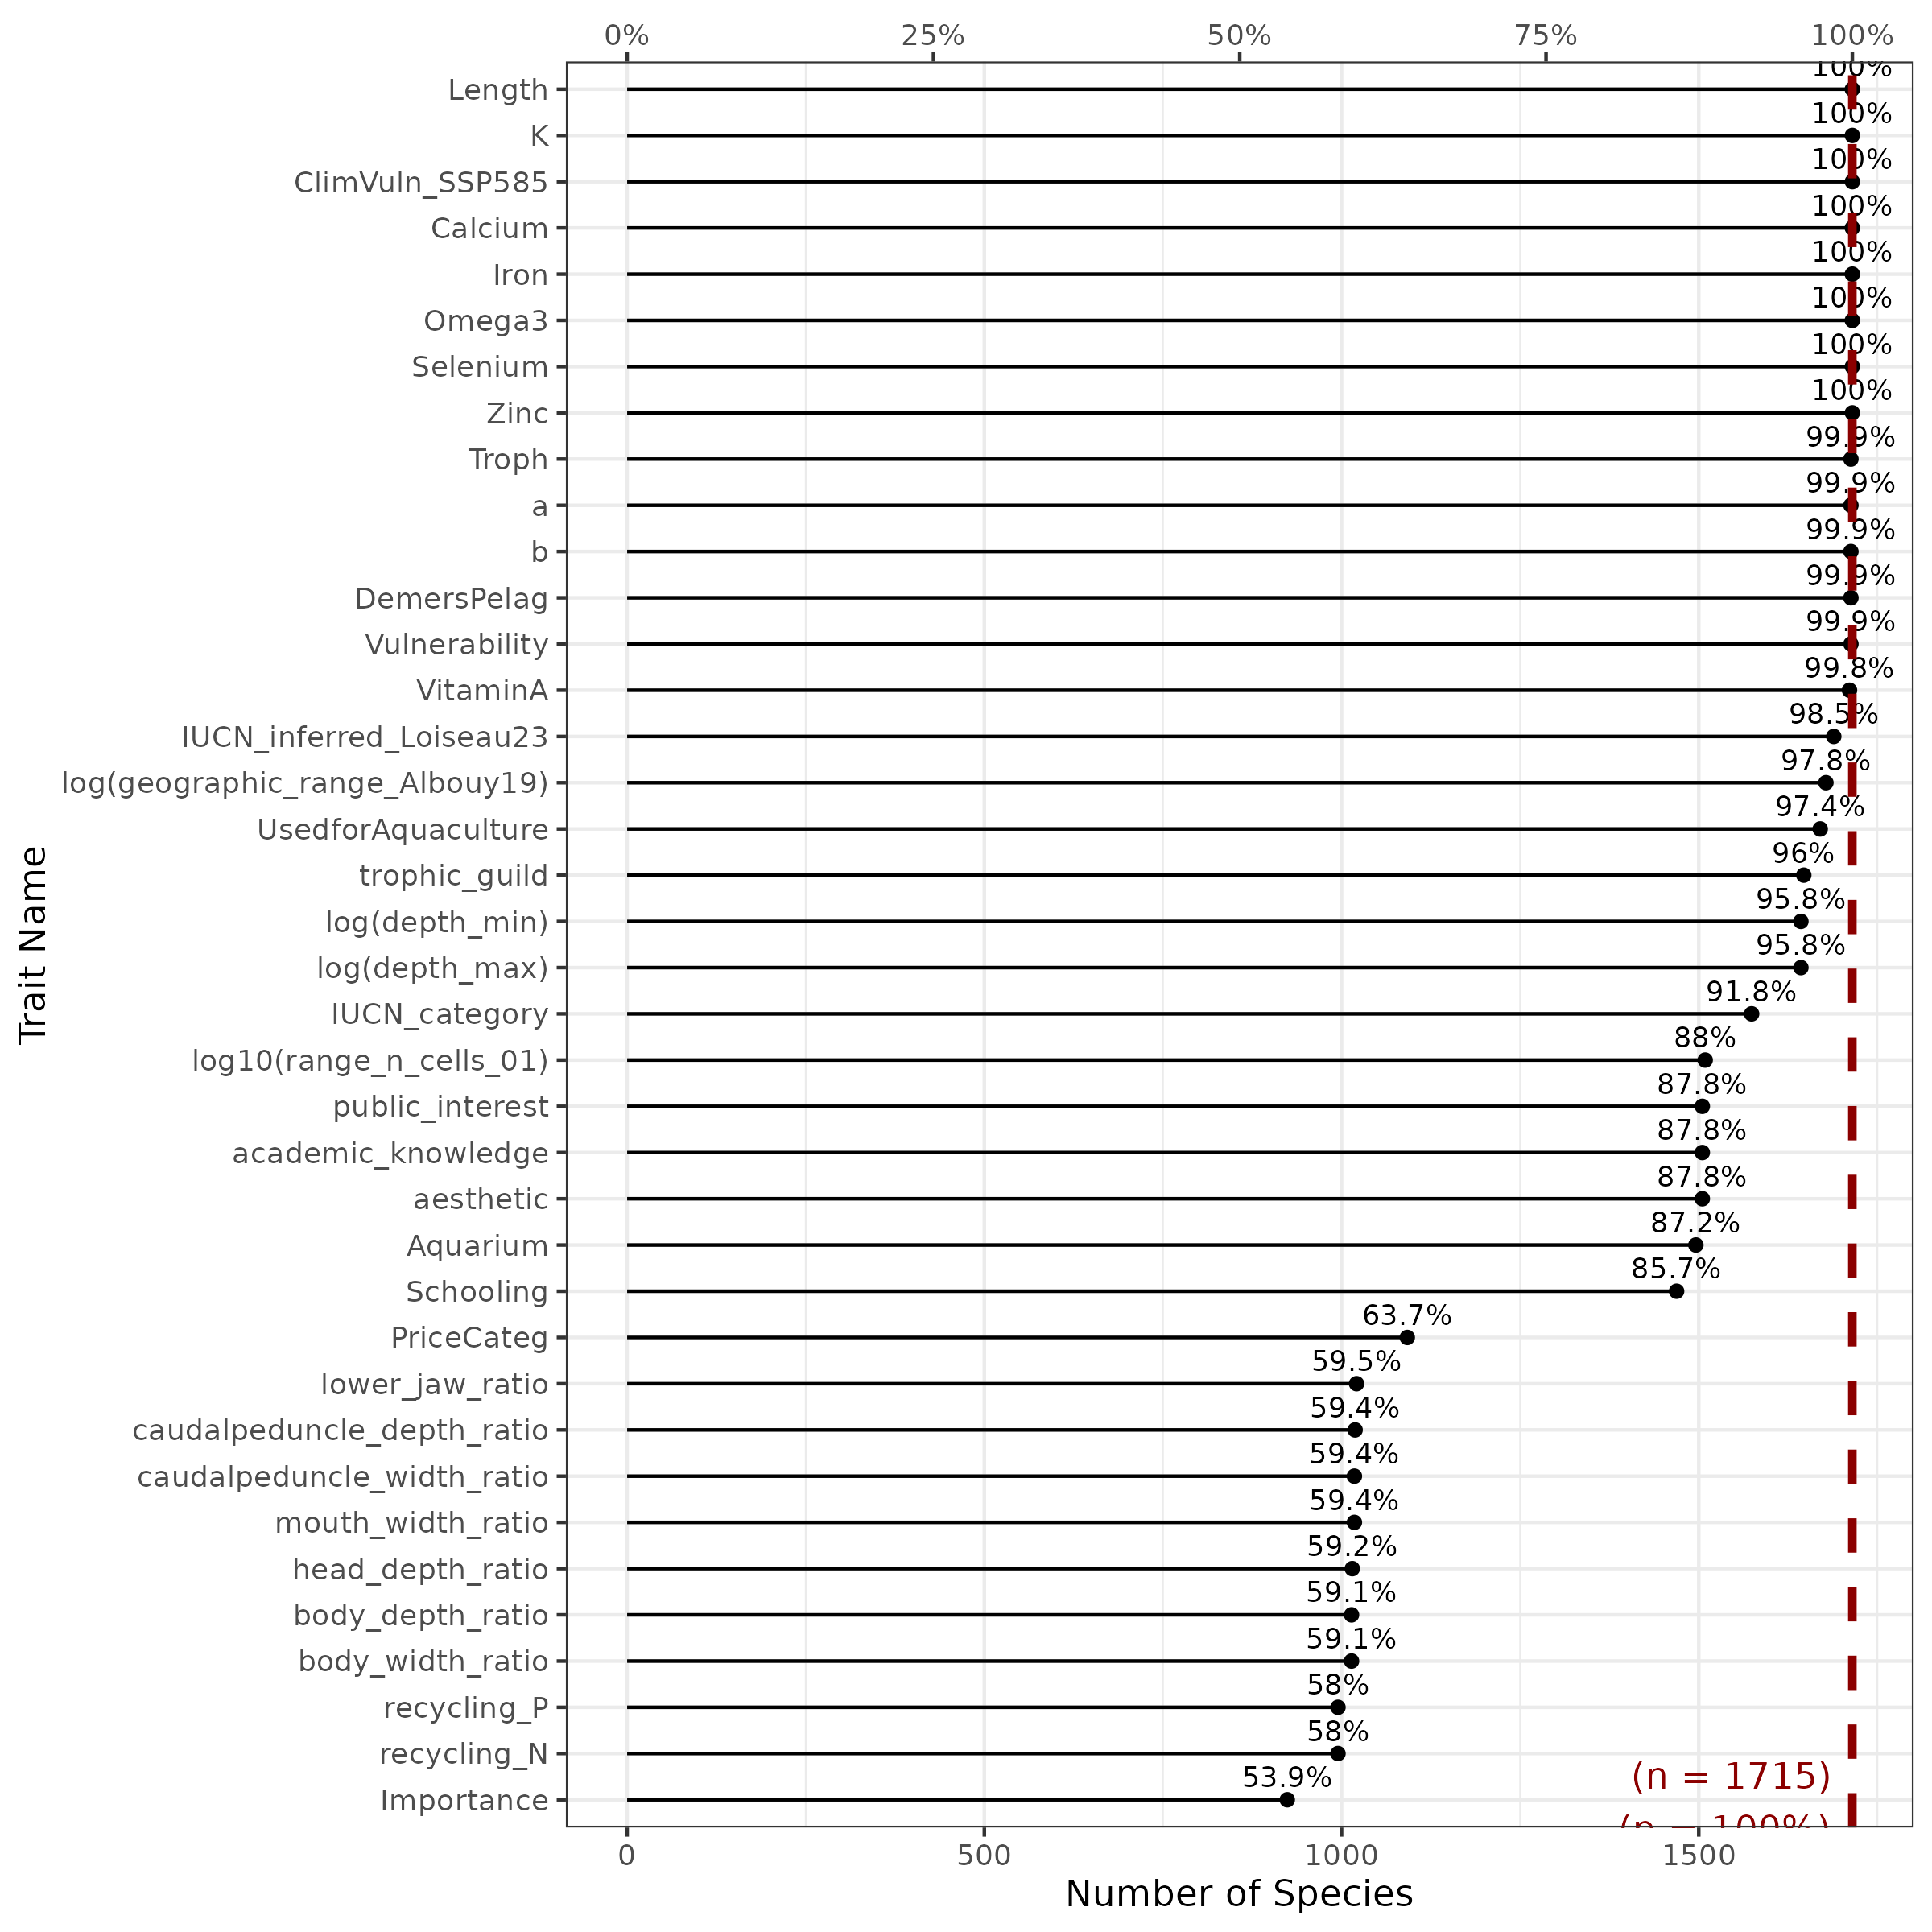 0% 25% 50% 75% 100%
Length 100%
K 100%
ClimVuln_SSP585 100%
Calcium 100%
Iron 100%
Omega3 100%
Selenium 100%
Zinc 100%
Troph 99.9%
a 99.9%
b 99.9%
DemersPelag 99.9%
Vulnerability 99.9%
VitaminA 99.8%
IUCN_inferred_Loiseau23 98.5%
log(geographic_range_Albouy19) 97.8%
UsedforAquaculture 97.4%
trophic_guild 96%
log(depth_min) 95.8%
log(depth_max) 95.8%
IUCN_category 91.8%
log10(range_n_cells_01) 88%
public_interest 87.8%
academic_knowledge 87.8%
aesthetic 87.8%
Aquarium 87.2%
Schooling 85.7%
PriceCateg 63.7%
lower_jaw_ratio 59.5%
caudalpeduncle_depth_ratio 59.4%
caudalpeduncle_width_ratio 59.4%
mouth_width_ratio 59.4%
head_depth_ratio 59.2%
body_depth_ratio 59.1%
body_width_ratio 59.1%
recycling_P 58%
recycling_N 58%
Importance 53.9%
(n = 1715)
0 500 1000 1500
Number of Species
Trait Name